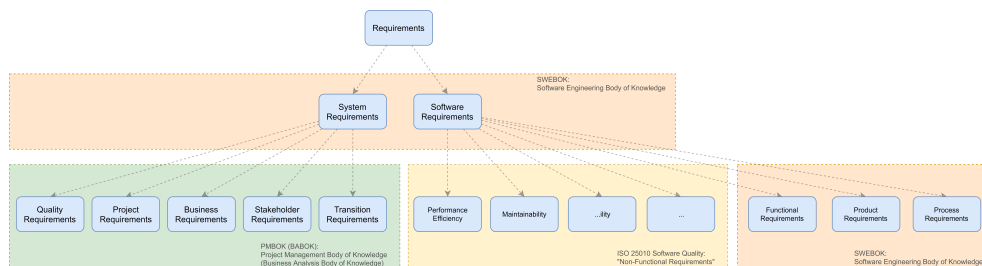 Requirements
SWEBOK:
Software Engineering Body of Knowledge
System
Requirements
Software
Requirements
Quality
Requirements
Project
Requirements
Business
Requirements
Stakeholder
Requirements
Transition
Requirements
PMBOK (BABOK):
Project Management Body of Knowledge
(Business Analysis Body of Knowledge)
Performance
Efficiency
Maintainability
...ility
...
ISO 25010 Software Quality:
"Non-Functional Requirements"
Functional
Requirements
Product
Requirements
Process
Requirements
SWEBOK:
Software Engineering Body of Knowledge